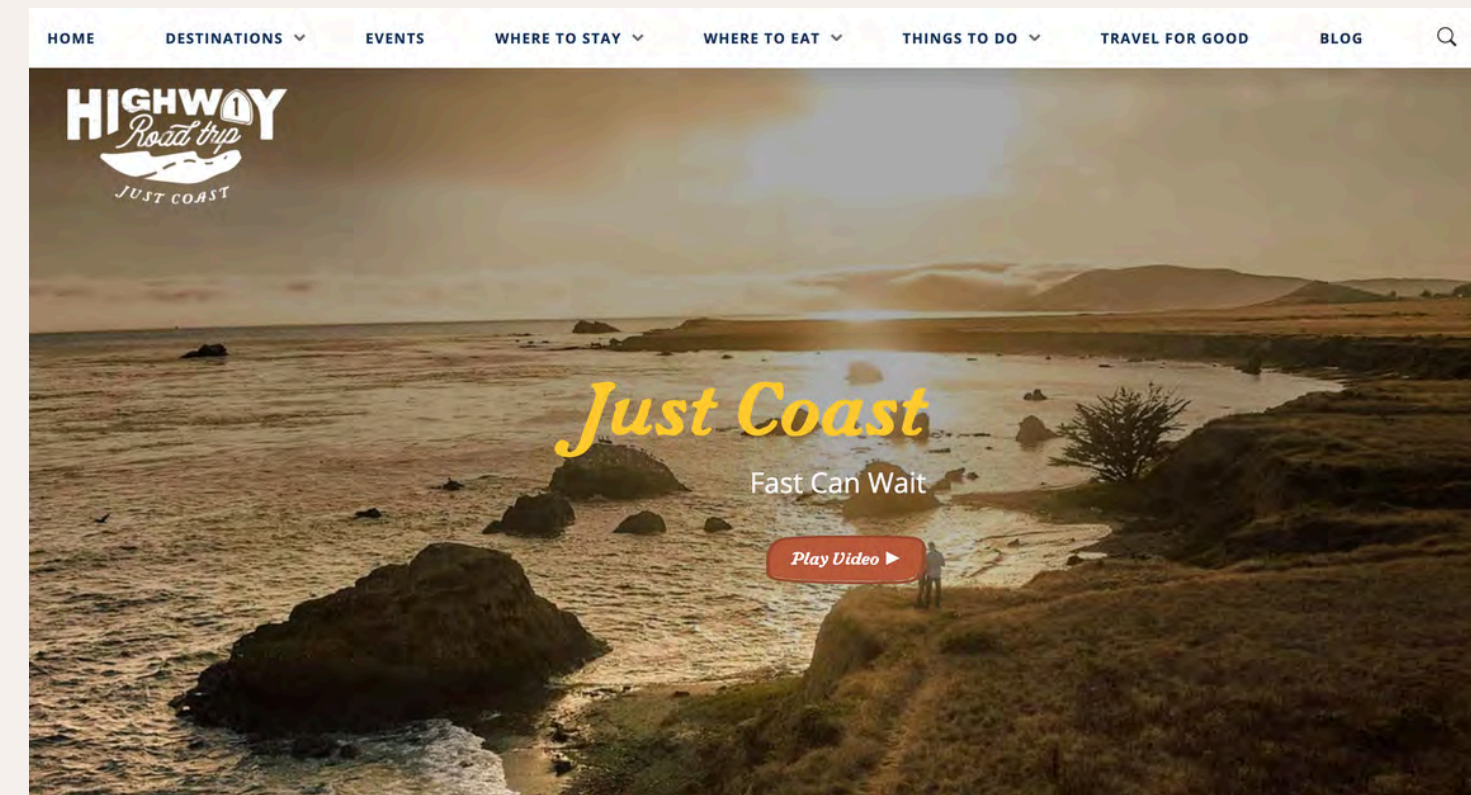 HOME
DESTINATIONS
EVENTS
WHERE TO STAY
WHERE TO EAT
THINGS TO DO
TRAVEL FOR GOOD
BLOG
HIGHWAY
1
Road trip
JUST COAST
Just Coast
Fast Can Wait
Play Video